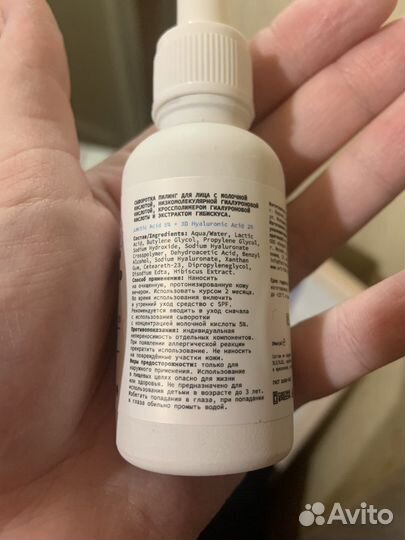 СЫВОРОТКА ПИЛИНГ ДЛЯ ЛИЦА С МОЛОЧНОЙ
КИСЛОТОЙ, НИЗКОМОЛЕКУЛЯРНОЙ ГИАЛУРОНОВОЙ
КИСЛОТОЙ, КРОССПОЛИМЕРОМ ГИАЛУРОНОВОЙ
КИСЛОТЫ И ЭКСТРАКТОМ ГИБИСКУСА.
Lactic Acid 5% + 3D Hyaluronic Acid 2%
Состав/Ingredients: Aqua/Water, Lactic
Acid, Butylene Glycol, Propylene Glycol,
Sodium Hydroxide, Sodium Hyaluronate
Crosspolymer, Dehydroacetic Acid, Benzyl
Alcohol, Sodium Hyaluronate, Xanthan
Gum, Ceteareth-23, Dipropyleneglycol,
Disodium Edta, Hibiscus Extract.
Способ применения: Наносить
на очищенную, протонизированную кожу
вечером. Использовать курсом 2 месяца.
Во время использования включить
в утренний уход средство с SPF.
Рекомендуется вводить в уход сначала
с использования сыворотки
с концентрацией молочной кислоты 5%.
Противопоказания: индивидуальная
непереносимость отдельных компонентов.
При появлении аллергической реакции
прекратить использование. Не наносить
на повреждённые участки кожи.
Меры предосторожности: только для
наружного применения. Использование
в пищевых целях опасно для жизни
или здоровья. Не предназначено для
использования детьми в возрасте до 3 лет.
Избегать попадания в глаза, при попадании
в глаза обильно промыть водой.
Avito